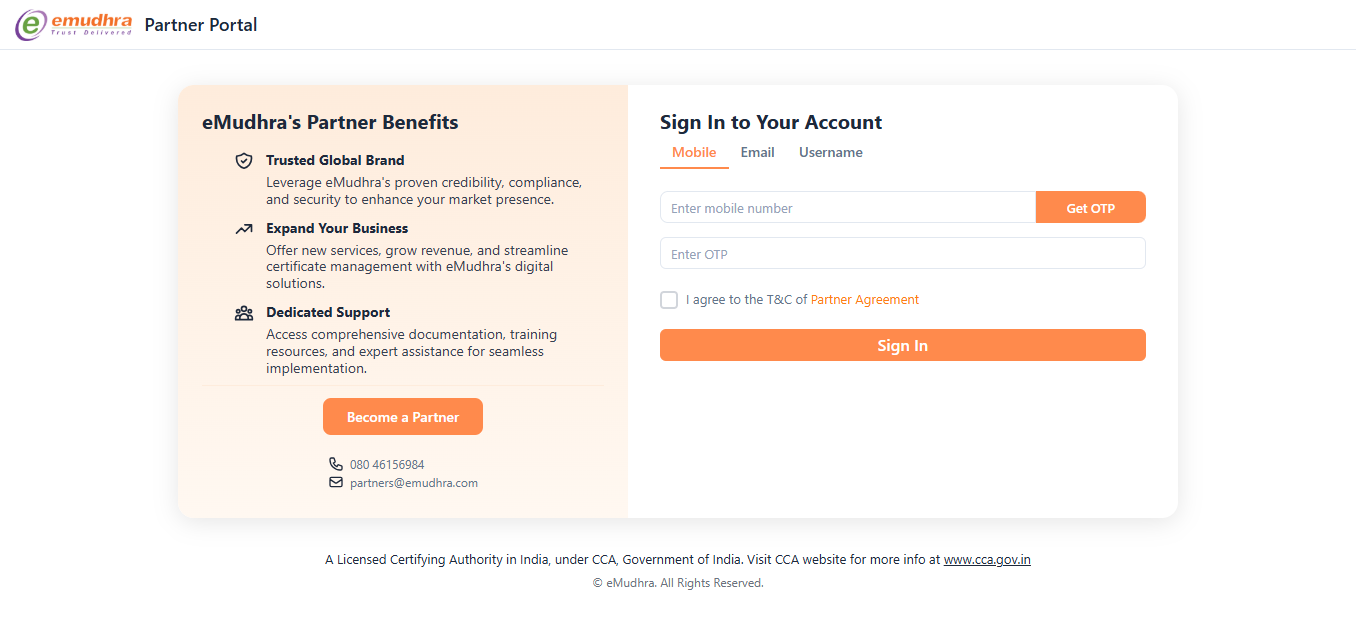 emudhra
Trust Delivered
Partner Portal
eMudhra's Partner Benefits
Trusted Global Brand
Leverage eMudhra's proven credibility, compliance,
and security to enhance your market presence.
Expand Your Business
Offer new services, grow revenue, and streamline
certificate management with eMudhra's digital
solutions.
Dedicated Support
Access comprehensive documentation, training
resources, and expert assistance for seamless
implementation.
Become a Partner
080 46156984
partners@emudhra.com
Sign In to Your Account
Mobile Email Username
Enter mobile number Get OTP
Enter OTP
I agree to the T&C of Partner Agreement
Sign In
A Licensed Certifying Authority in India, under CCA, Government of India. Visit CCA website for more info at www.cca.gov.in
© eMudhra. All Rights Reserved.